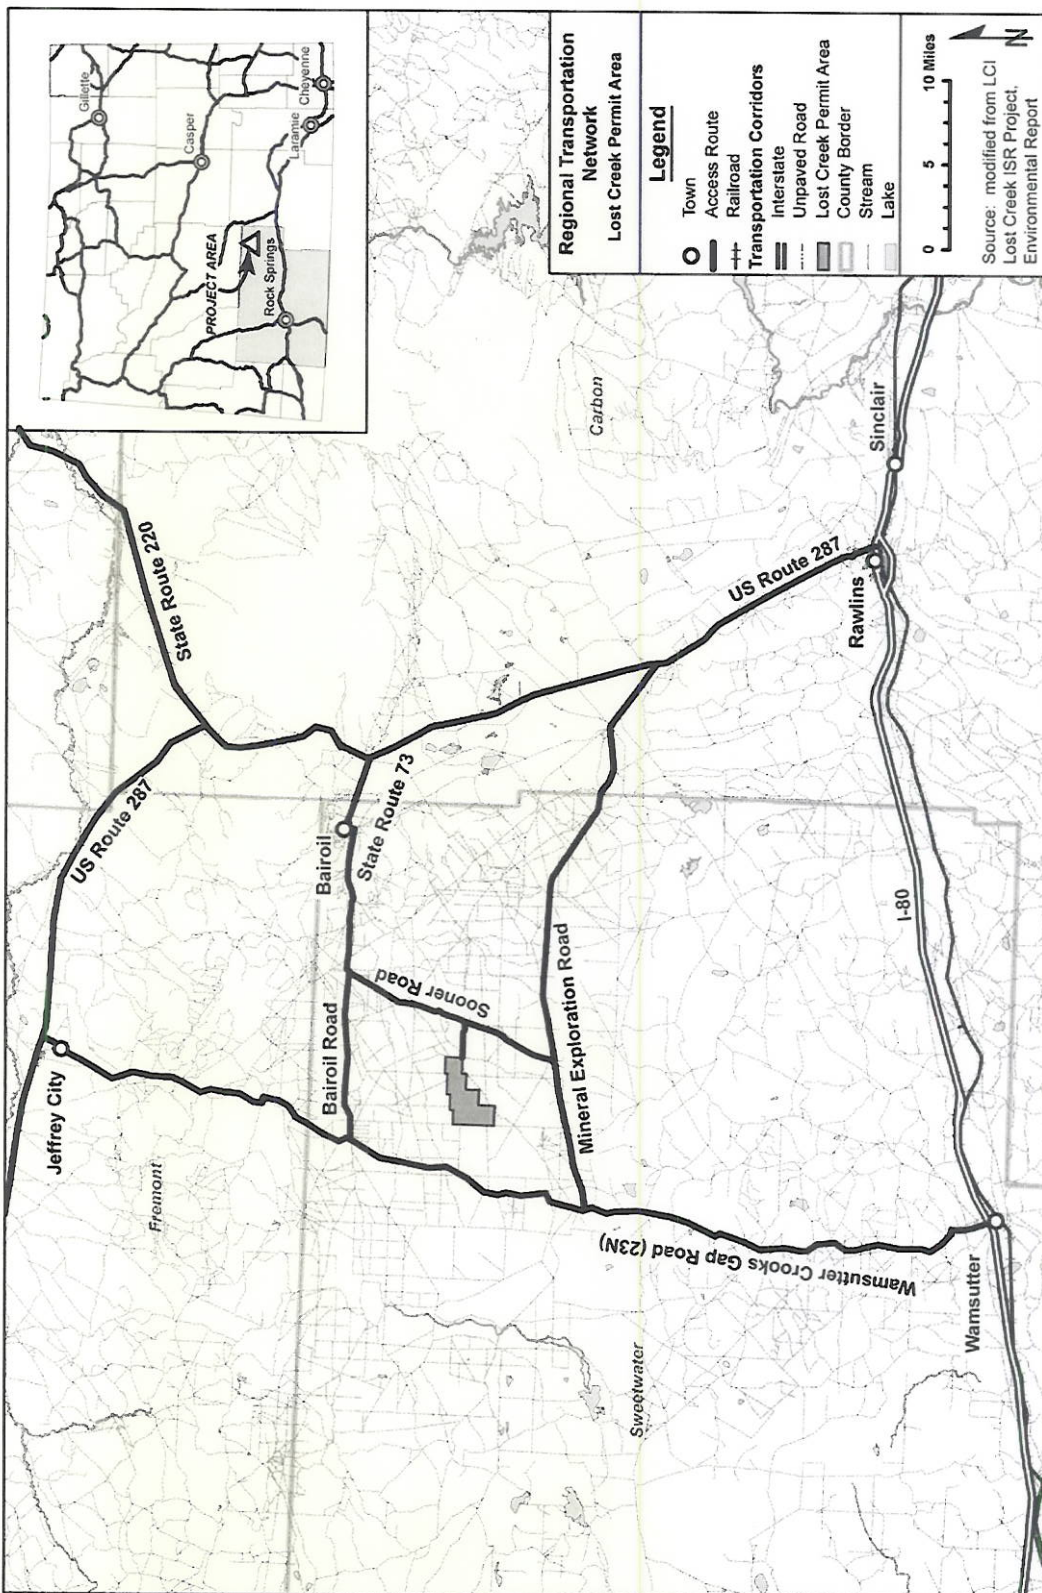 Gillette
Casper
Laramie
Cheyenne
PROJECT AREA
Rock Springs
Regional Transportation
Network
Lost Creek Permit Area
Legend
Town
Access Route
Railroad
Transportation Corridors
Interstate
Unpaved Road
Lost Creek Permit Area
County Border
Stream
Lake
0 5 10 Miles
N
Source: modified from LCI
Lost Creek ISR Project,
Environmental Report
State Route 220
US Route 287
Jeffrey City
Fremont
Bairoil
State Route 73
Bairoil Road
Sooner Road
Mineral Exploration Road
Carbon
US Route 287
Sinclair
Rawlins
I-80
Wamsutter Crooks Gap Road (23N)
Sweetwater
Wamsutter